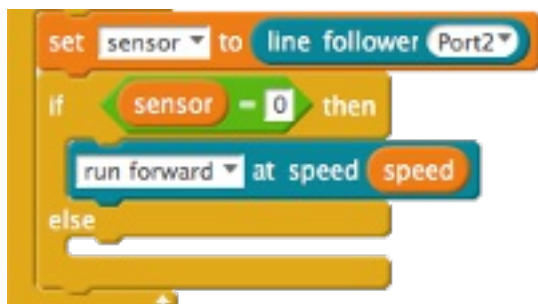 set sensor to line follower Port2
if sensor = 0 then
run forward at speed speed
else